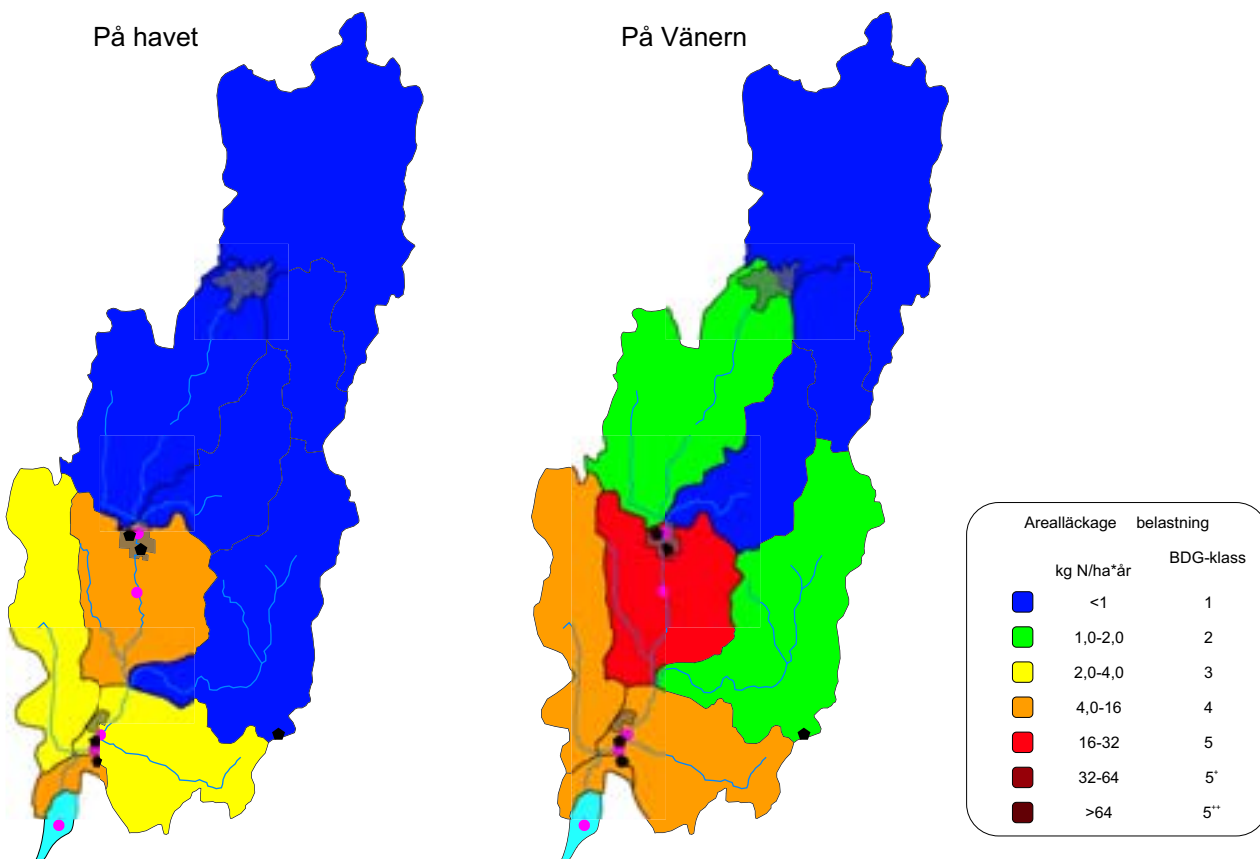 På havet
På Vänern
Arealläckage belastning
kg N/ha*år BDG-klass
<1 1
1,0-2,0 2
2,0-4,0 3
4,0-16 4
16-32 5
32-64 5+
>64 5++